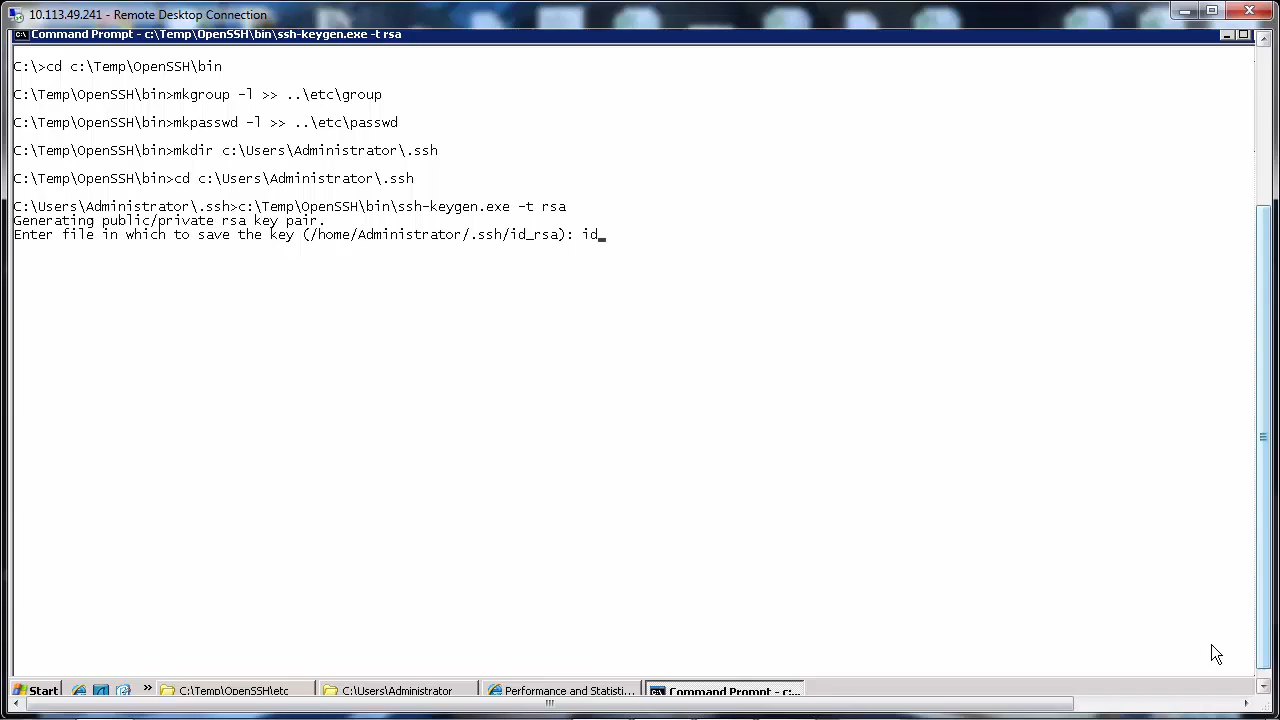 10.113.49.241 - Remote Desktop Connection
Command Prompt - c:\Temp\OpenSSH\bin\ssh-keygen.exe -t rsa
C:\>cd c:\Temp\OpenSSH\bin
C:\Temp\OpenSSH\bin>mkgroup -l >> ..\etc\group
C:\Temp\OpenSSH\bin>mkpasswd -l >> ..\etc\passwd
C:\Temp\OpenSSH\bin>mkdir c:\Users\Administrator\.ssh
C:\Temp\OpenSSH\bin>cd c:\Users\Administrator\.ssh
C:\Users\Administrator\.ssh>c:\Temp\OpenSSH\bin\ssh-keygen.exe -t rsa
Generating public/private rsa key pair.
Enter file in which to save the key (/home/Administrator/.ssh/id_rsa): id_
Start » C:\Temp\OpenSSH\etc C:\Users\Administrator Performance and Statisti... Command Prompt - c:...